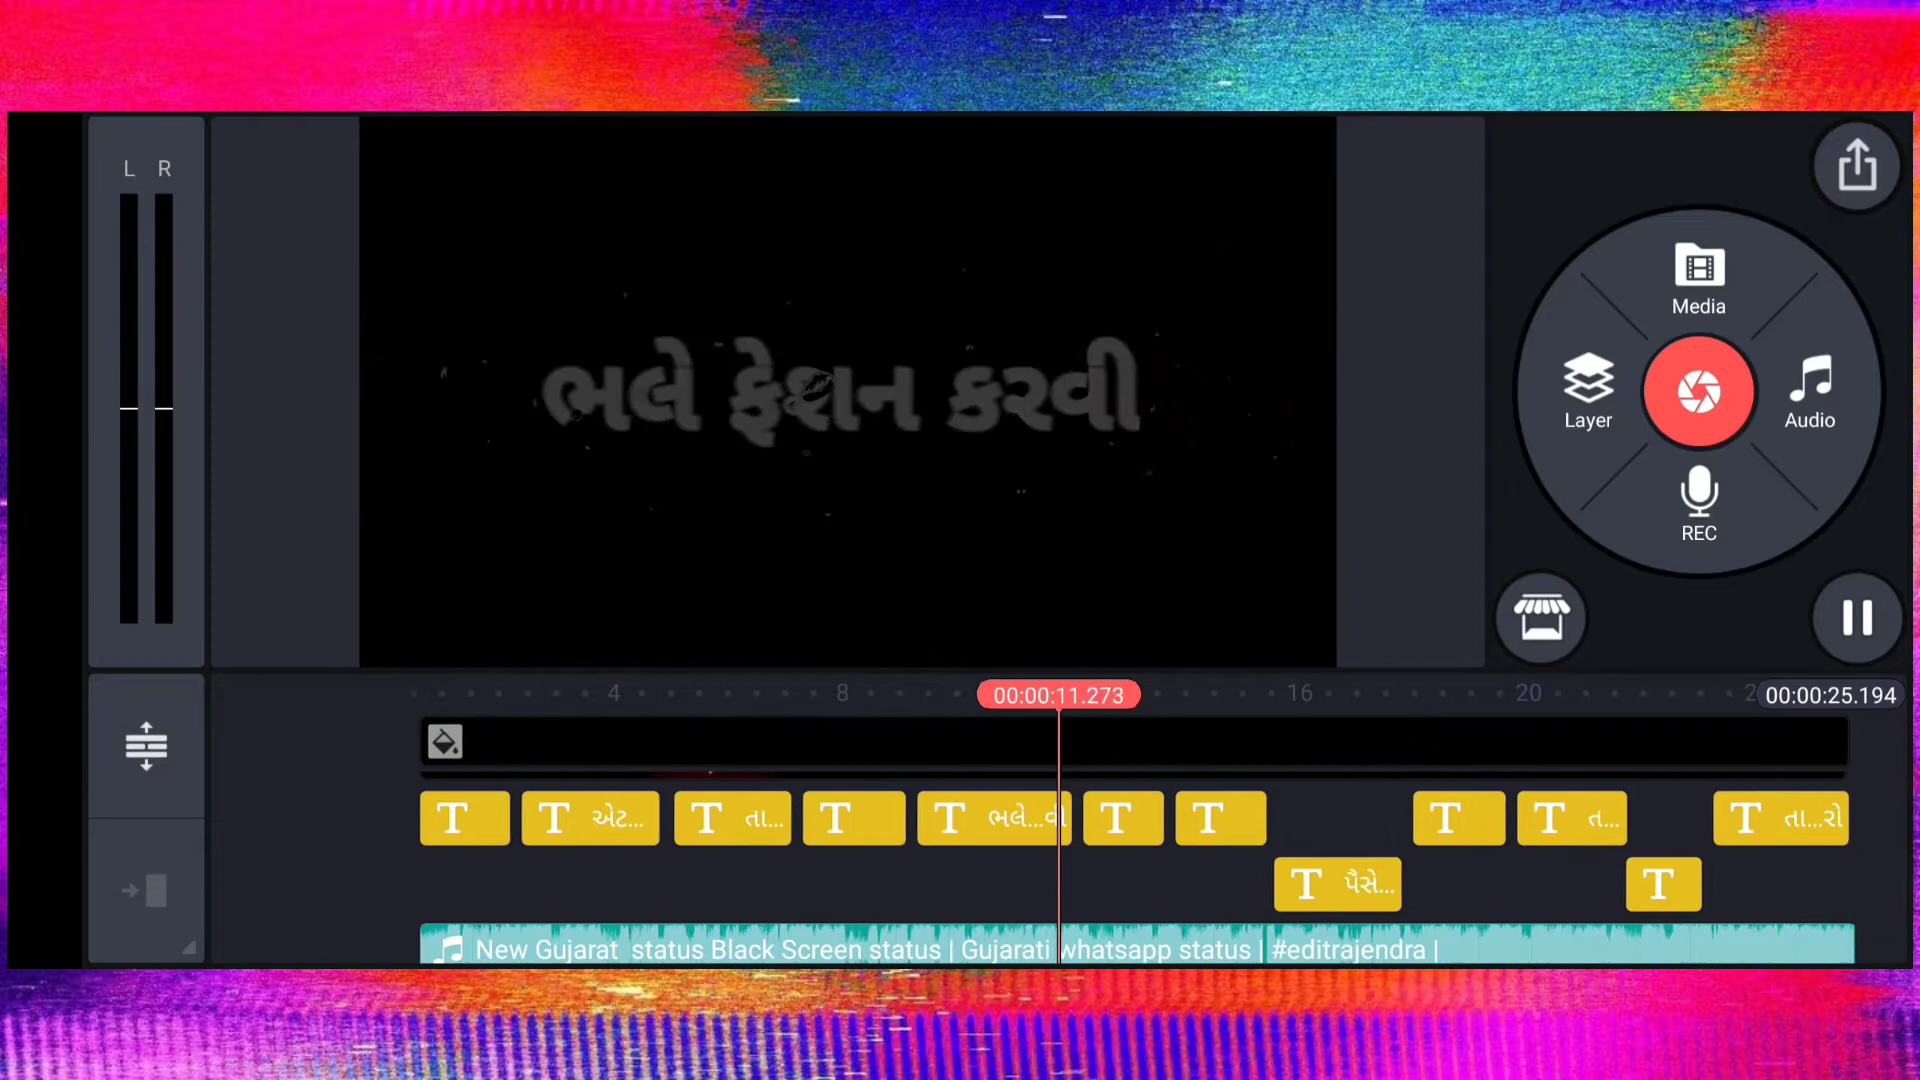 L R
Media
ભલે ફેશન કરવી
Layer
Audio
REC
4 8 00:00:11.273 16 20 00:00:25.194
T T એટ... T તા... T T ભલે...વી T T T T ત... T તા...રો
T પૈસે... T
New Gujarat status Black Screen status | Gujarati whatsapp status | #editrajendra |